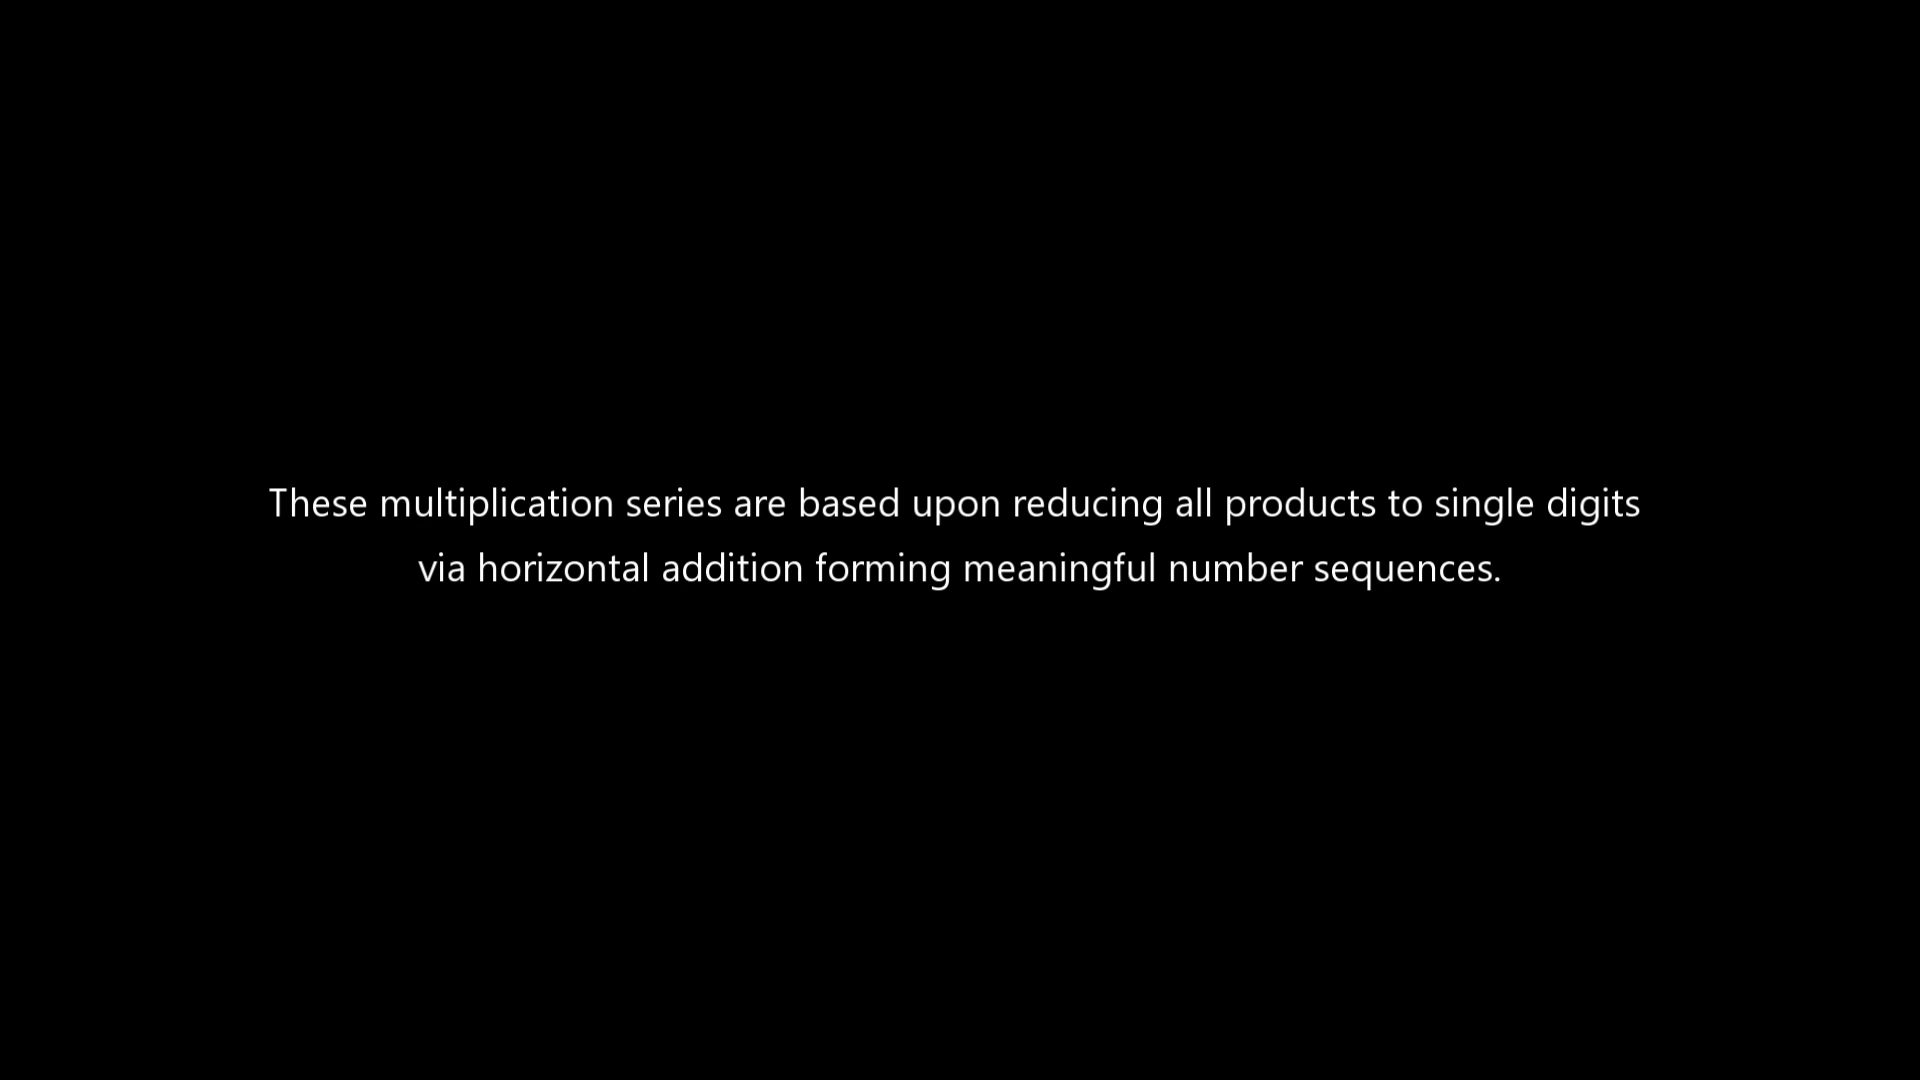 These multiplication series are based upon reducing all products to single digits
via horizontal addition forming meaningful number sequences.